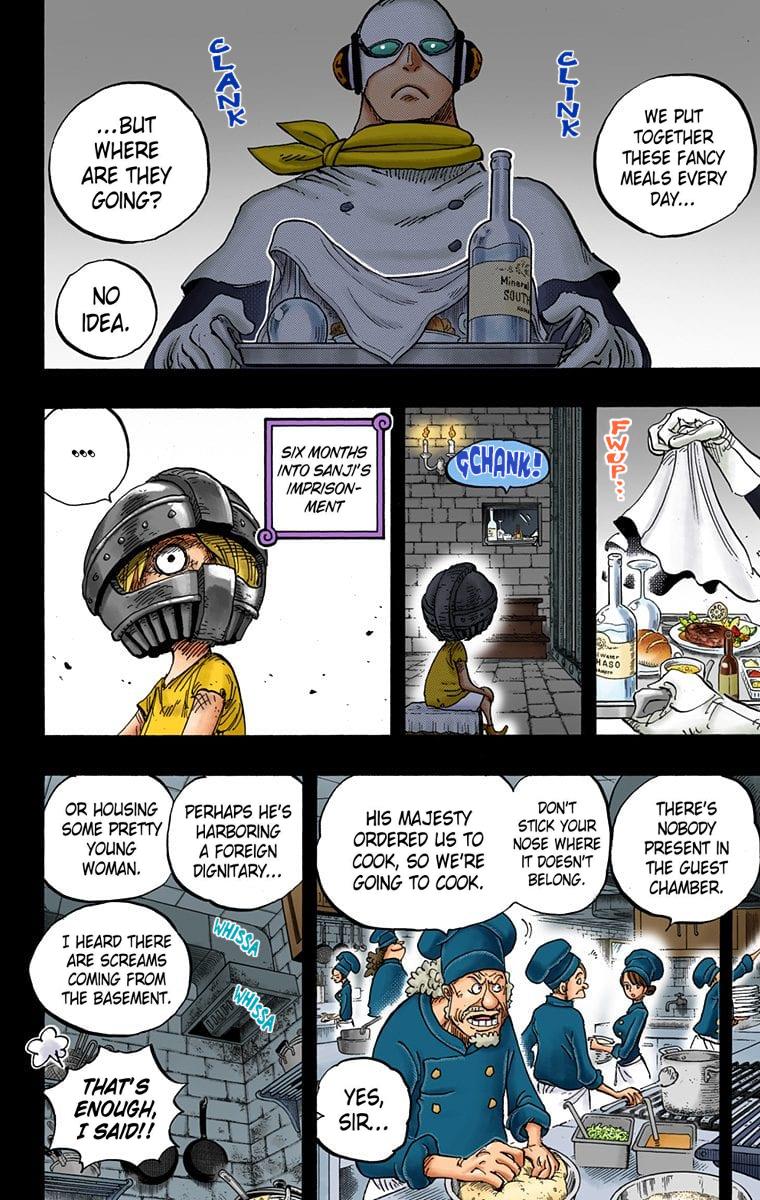 WE PUT
TOGETHER
THESE FANCY
MEALS EVERY
DAY...
CLINK
CLANK
...BUT
WHERE
ARE THEY
GOING?
NO
IDEA.
Mineral
SOUTH
FWUP...
HASO
GCHANK!
SIX MONTHS
INTO SANJI'S
IMPRISON-
MENT
...
THERE'S
NOBODY
PRESENT IN
THE GUEST
CHAMBER.
DON'T
STICK YOUR
NOSE WHERE
IT DOESN'T
BELONG.
HIS MAJESTY
ORDERED US TO
COOK, SO WE'RE
GOING TO COOK.
YES,
SIR...
PERHAPS HE'S
HARBORING
A FOREIGN
DIGNITARY...
OR HOUSING
SOME PRETTY
YOUNG
WOMAN.
WHISSA
I HEARD THERE
ARE SCREAMS
COMING FROM
THE BASEMENT.
WHISSA
THAT'S
ENOUGH,
I SAID!!